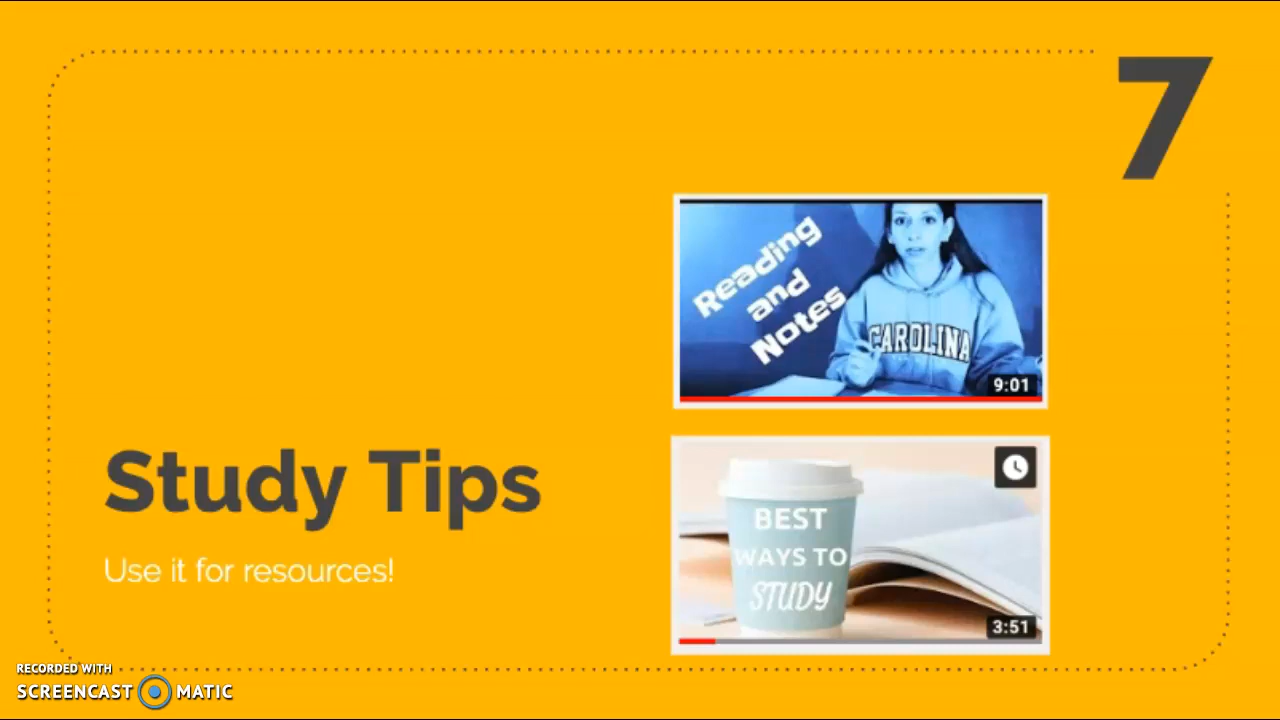 7
Reading
and
Notes
CAROLINA
9:01
Study Tips
Use it for resources!
BEST
WAYS TO
STUDY
3:51
RECORDED WITH
SCREENCAST MATIC